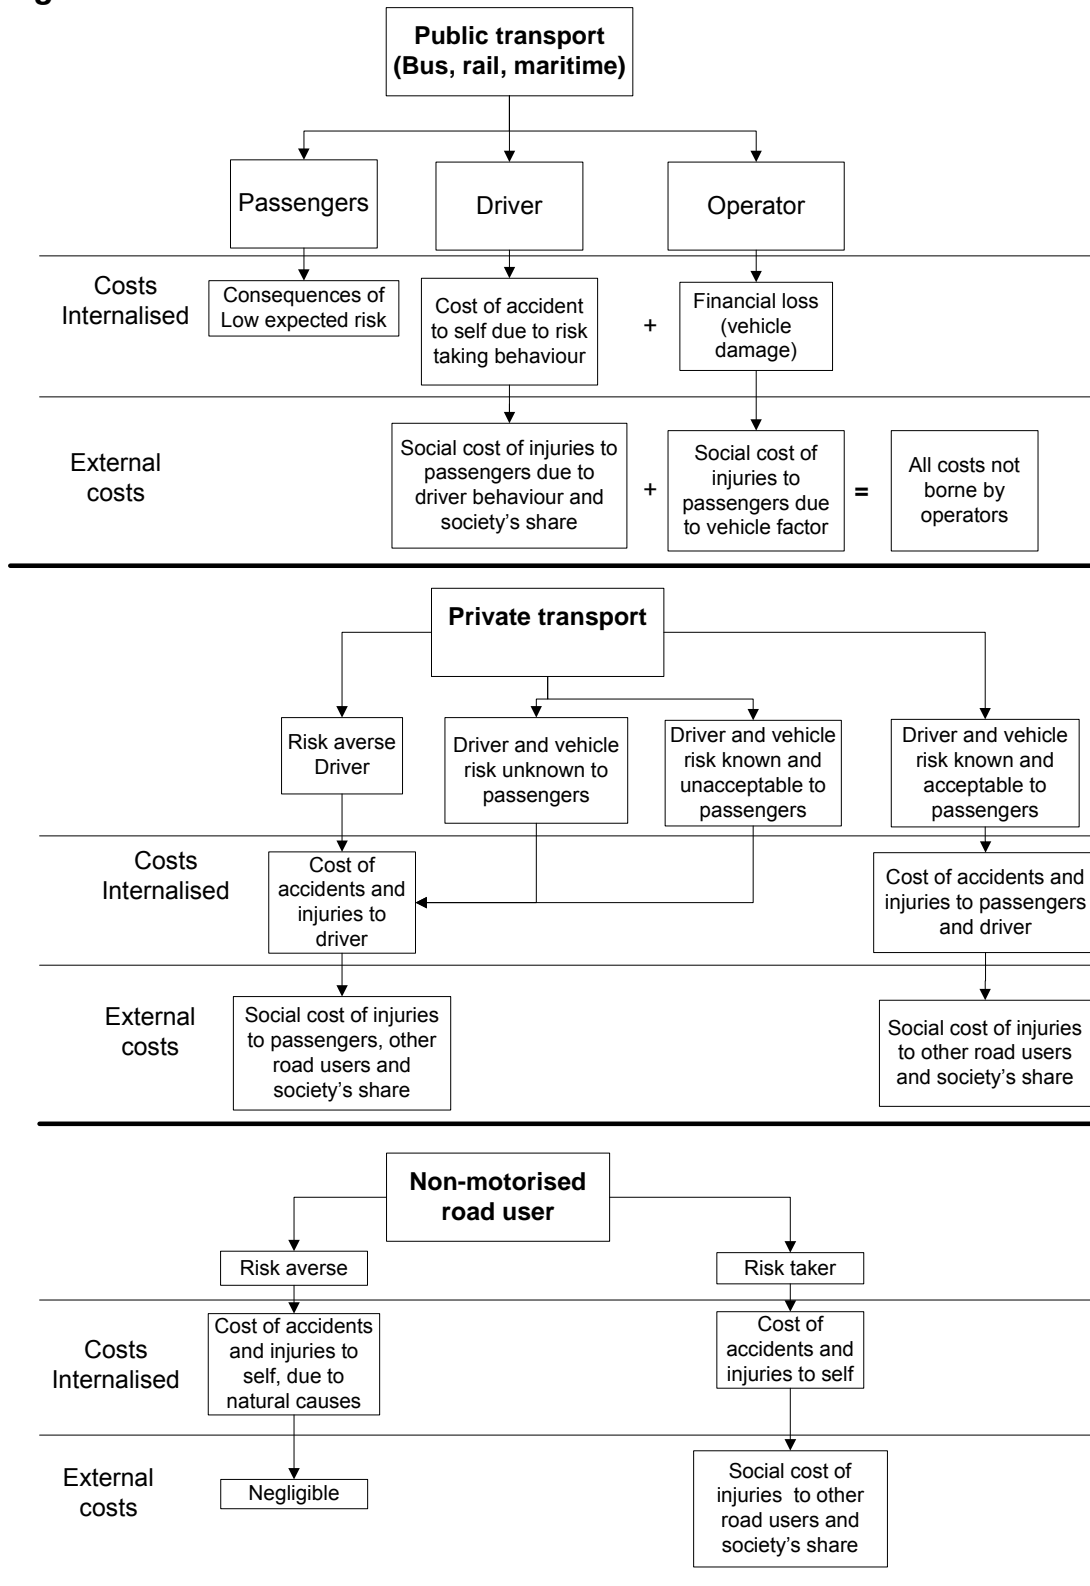 Public transport
(Bus, rail, maritime)
Passengers
Driver
Operator
Costs
Internalised
Consequences of
Low expected risk
Cost of accident
to self due to risk
taking behaviour
+
Financial loss
(vehicle
damage)
External
costs
Social cost of injuries to
passengers due to
driver behaviour and
society's share
+
Social cost of
injuries to
passengers due
to vehicle factor
=
All costs not
borne by
operators
Private transport
Risk averse
Driver
Driver and vehicle
risk unknown to
passengers
Driver and vehicle
risk known and
unacceptable to
passengers
Driver and vehicle
risk known and
acceptable to
passengers
Costs
Internalised
Cost of
accidents and
injuries to
driver
Cost of accidents and
injuries to passengers
and driver
External
costs
Social cost of injuries
to passengers, other
road users and
society's share
Social cost of injuries
to other road users
and society's share
Non-motorised
road user
Risk averse
Risk taker
Costs
Internalised
Cost of accidents
and injuries to
self, due to
natural causes
Cost of
accidents and
injuries to self
External
costs
Negligible
Social cost of
injuries  to other
road users and
society's share